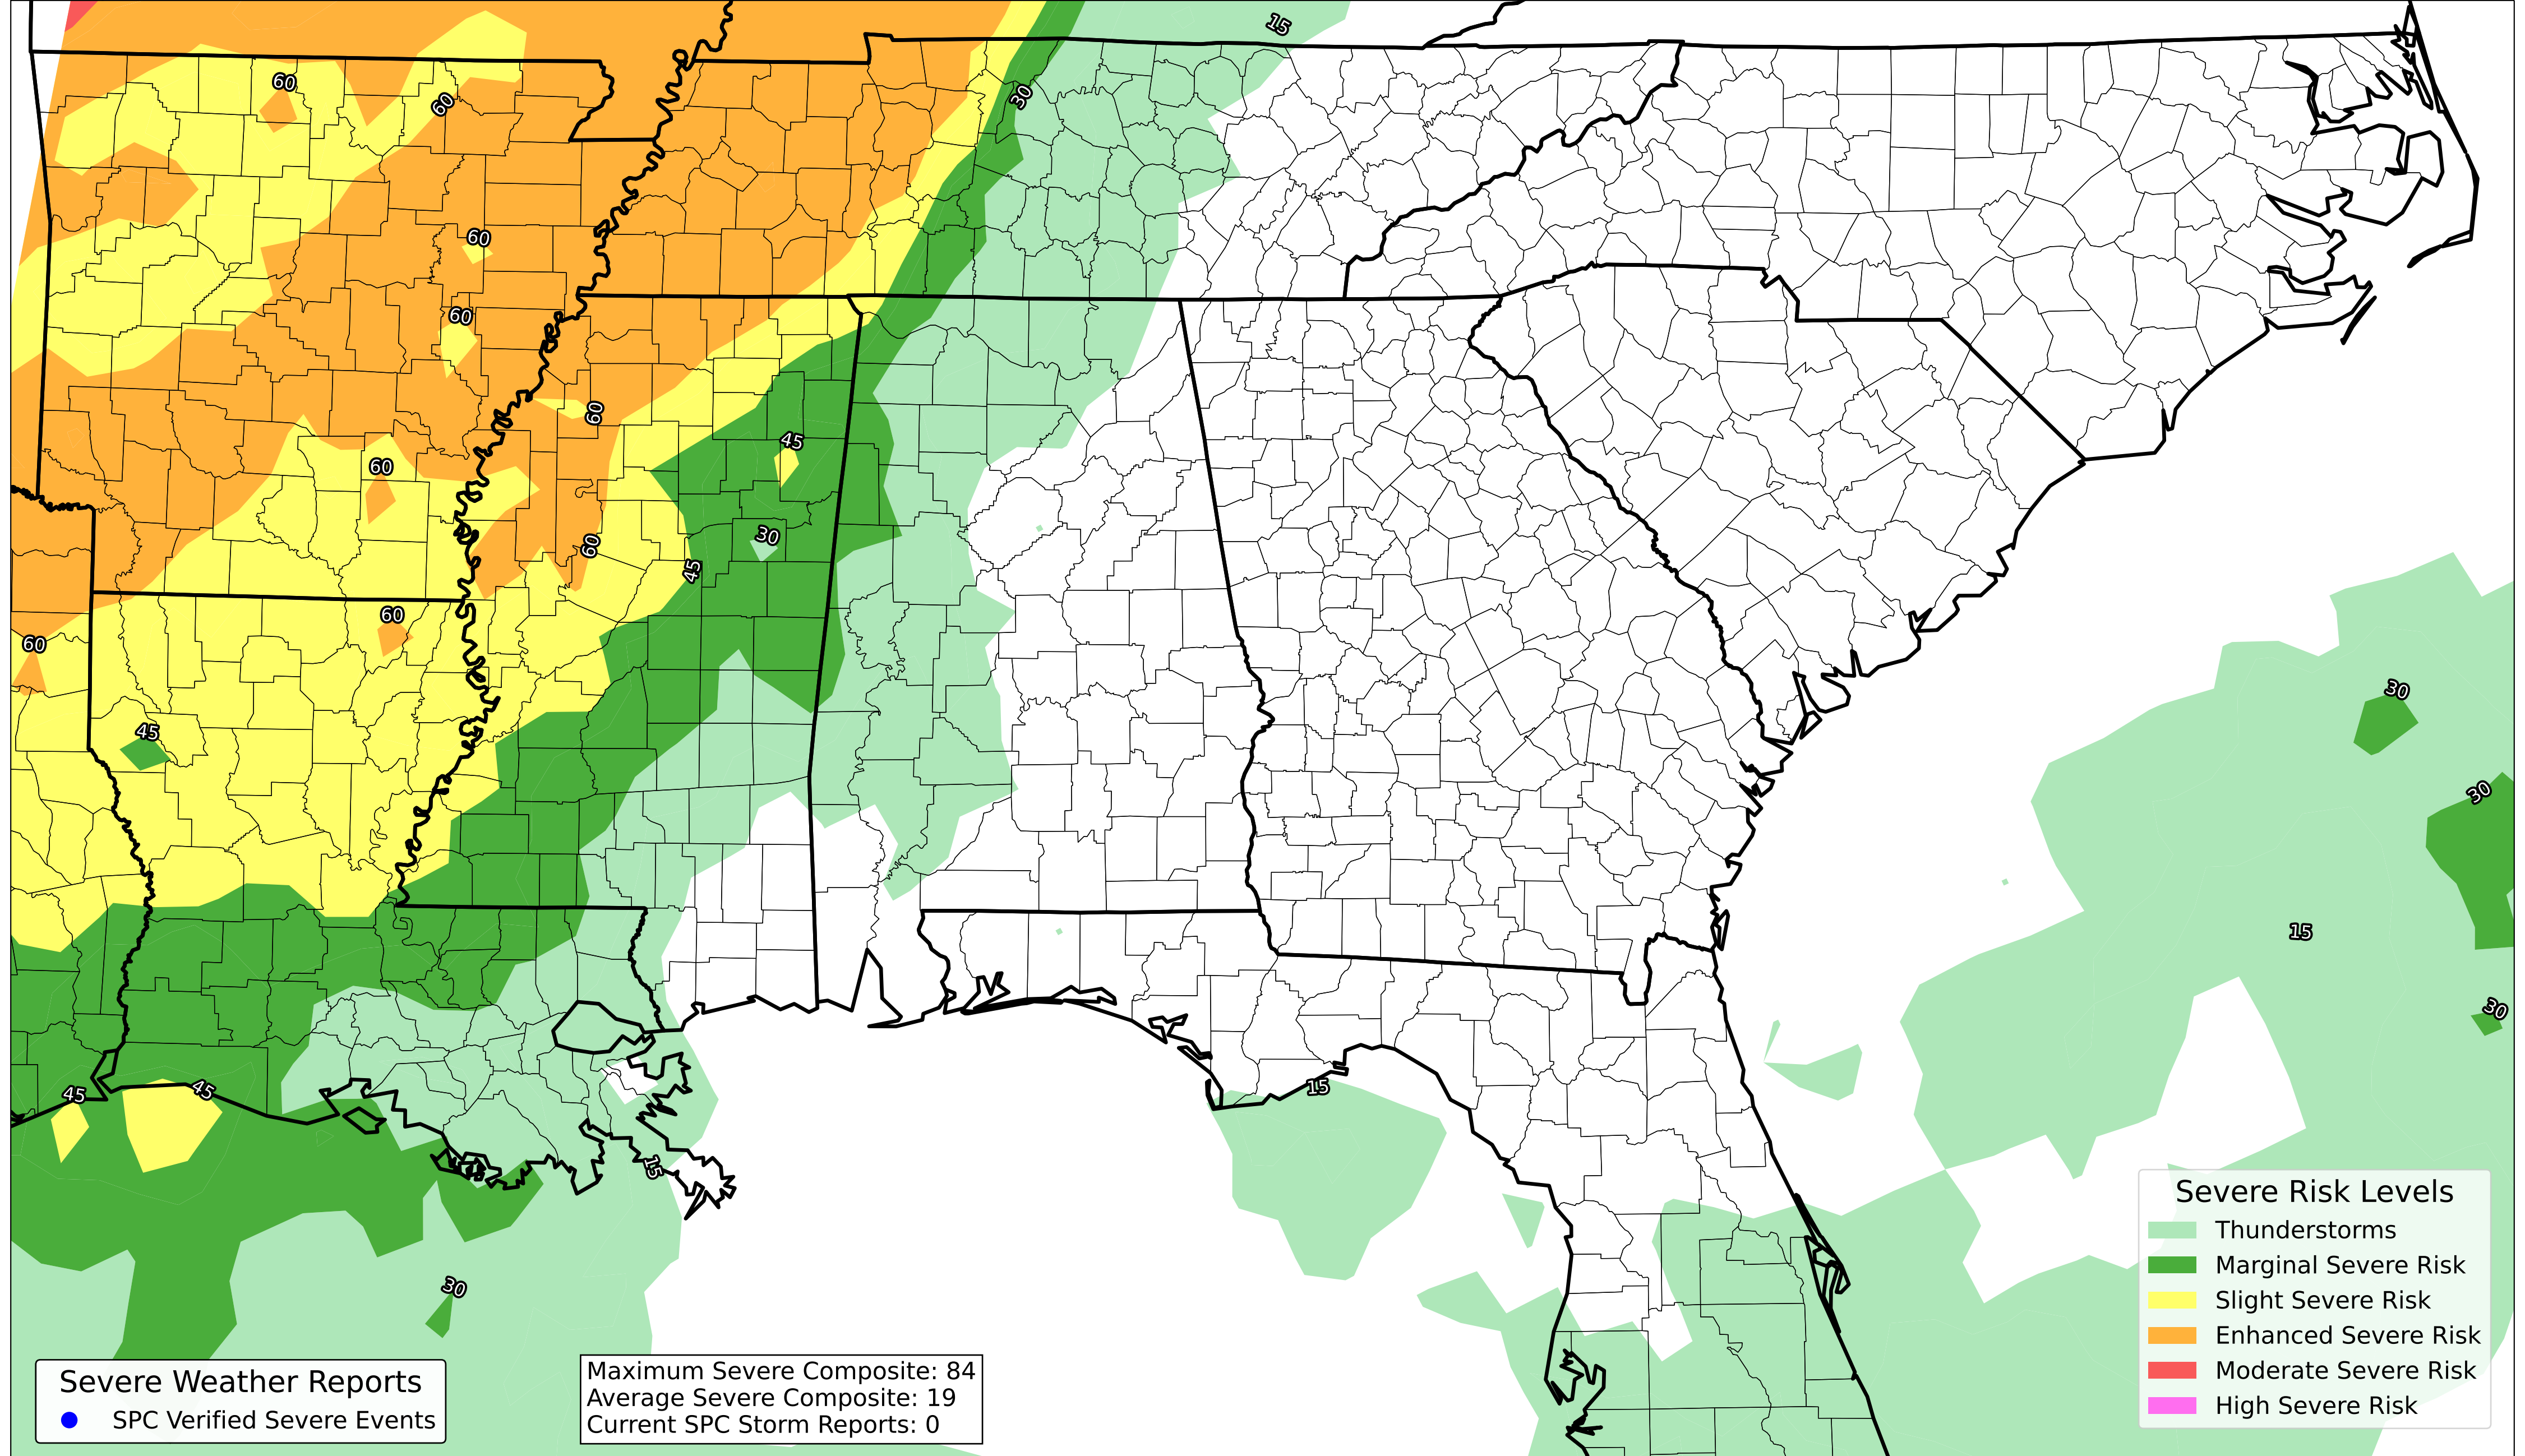 15
60
60
30
60
60
60
45
60
30
60
45
60
60
30
45
30
15
30
45
45
15
15
30
Severe Risk Levels
Thunderstorms
Marginal Severe Risk
Slight Severe Risk
Enhanced Severe Risk
Moderate Severe Risk
High Severe Risk
Severe Weather Reports
SPC Verified Severe Events
Maximum Severe Composite: 84
Average Severe Composite: 19
Current SPC Storm Reports: 0